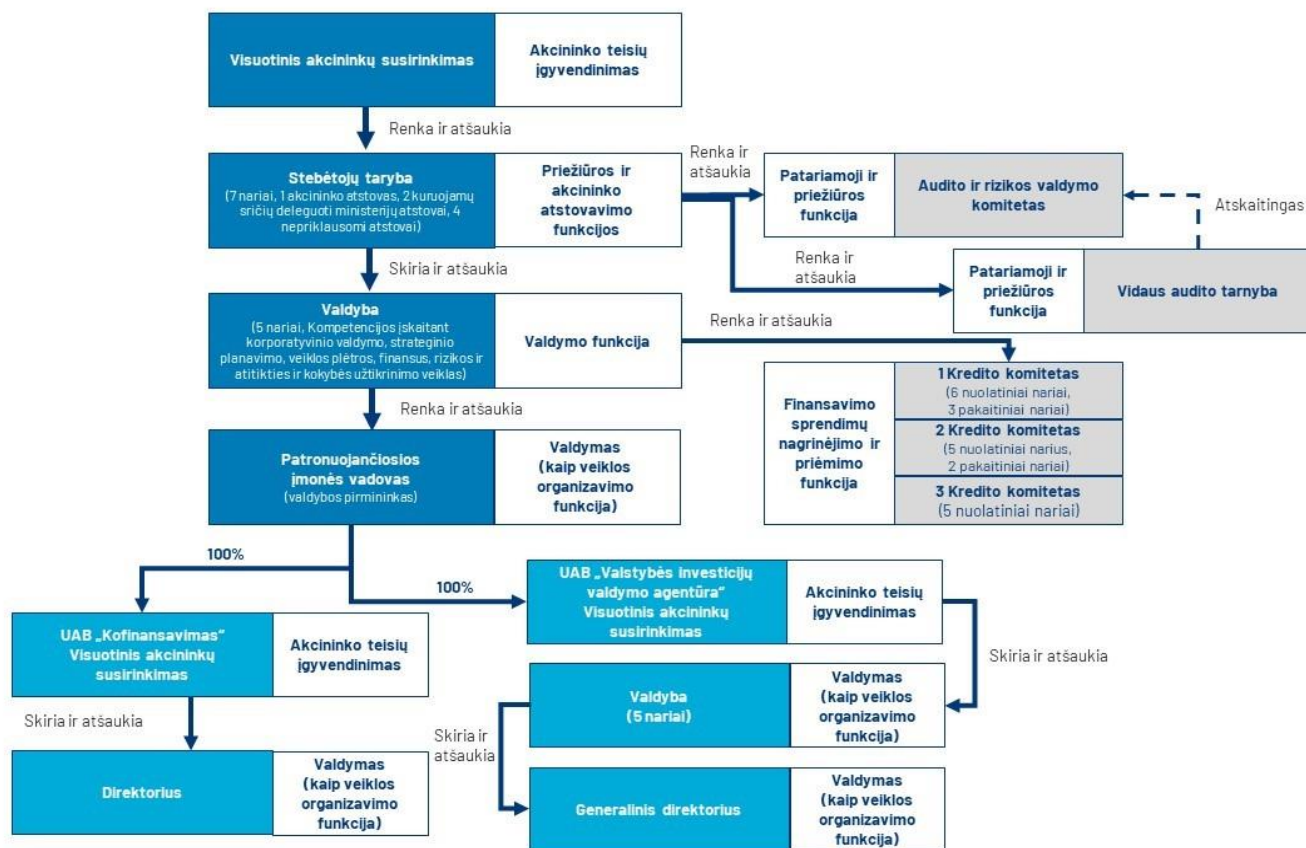 Visuotinis akcininkų susirinkimas
Akcininko teisių
įgyvendinimas
Renka ir atšaukia
Stebėtojų taryba
(7 nariai, 1 akcininko atstovas, 2 kuruojamų
sričių deleguoti ministerijų atstovai, 4
nepriklausomi atstovai)
Priežiūros ir
akcininko
atstovavimo
funkcijos
Renka ir
atšaukia
Patariamoji ir
priežiūros
funkcija
Audito ir rizikos valdymo
komitetas
Atskaitingas
Skiria ir atšaukia
Renka ir
atšaukia
Patariamoji ir
priežiūros
funkcija
Vidaus audito tarnyba
Valdyba
(5 nariai, Kompetencijos įskaitant
korporatyvinio valdymo, strateginio
planavimo, veiklos plėtros, finansus, rizikos ir
atitikties ir kokybės užtikrinimo veiklas)
Valdymo funkcija
Renka ir atšaukia
Finansavimo
sprendimų
nagrinėjimo ir
priėmimo
funkcija
1 Kredito komitetas
(6 nuolatiniai nariai,
3 pakaitiniai nariai)
2 Kredito komitetas
(5 nuolatiniai narius,
2 pakaitiniai nariai)
3 Kredito komitetas
(5 nuolatiniai nariai)
Renka ir atšaukia
Patronuojančiosios
įmonės vadovas
(valdybos pirmininkas)
Valdymas
(kaip veiklos
organizavimo
funkcija)
100%
100%
UAB „Kofinansavimas“
Visuotinis akcininkų
susirinkimas
Akcininko teisių
įgyvendinimas
Skiria ir atšaukia
Direktorius
Valdymas
(kaip veiklos
organizavimo
funkcija)
UAB „Valstybės investicijų
valdymo agentūra“
Visuotinis akcininkų
susirinkimas
Akcininko teisių
įgyvendinimas
Skiria ir atšaukia
Valdyba
(5 nariai)
Valdymas
(kaip veiklos
organizavimo
funkcija)
Skiria ir
atšaukia
Generalinis direktorius
Valdymas
(kaip veiklos
organizavimo
funkcija)